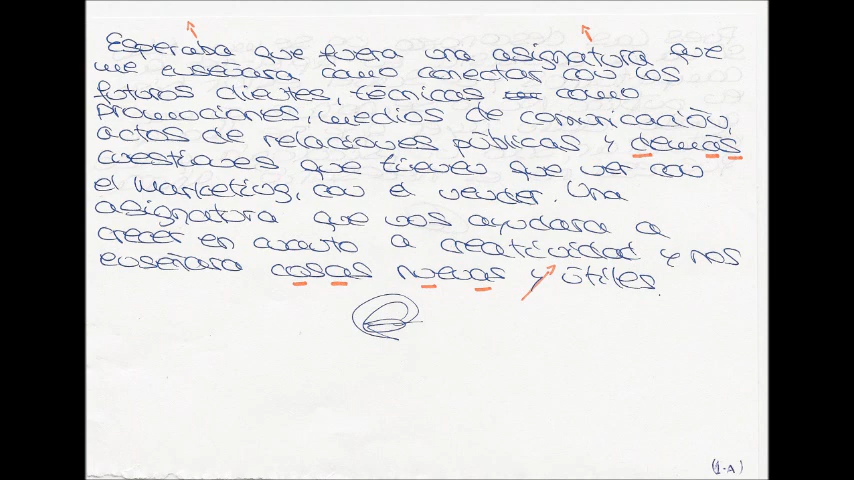 Esperaba que fuera una asignatura que
me enseñara como conectar con los
futuros clientes, técnicas como
promociones, medios de comunicación,
actos de relaciones públicas y demás
cuestiones que tienen que ver con
el Marketing, con el vender. Una
asignatura que nos ayudara a
crecer en cuanto a creatividad y nos
enseñara cosas nuevas y útiles.
(1-A)